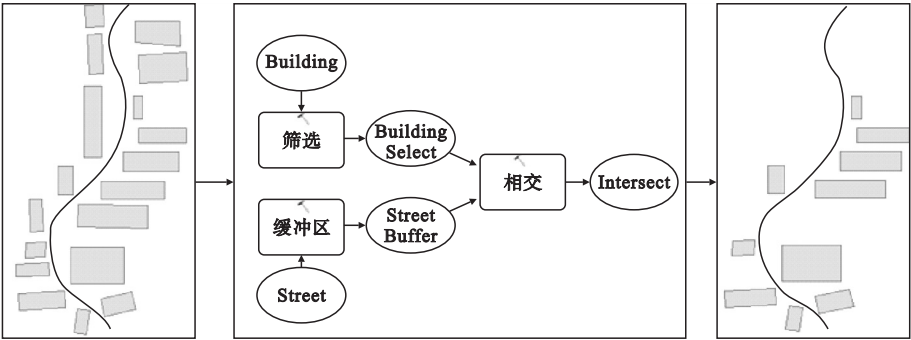 Building
筛选
Building
Select
相交
Intersect
缓冲区
Street
Buffer
Street